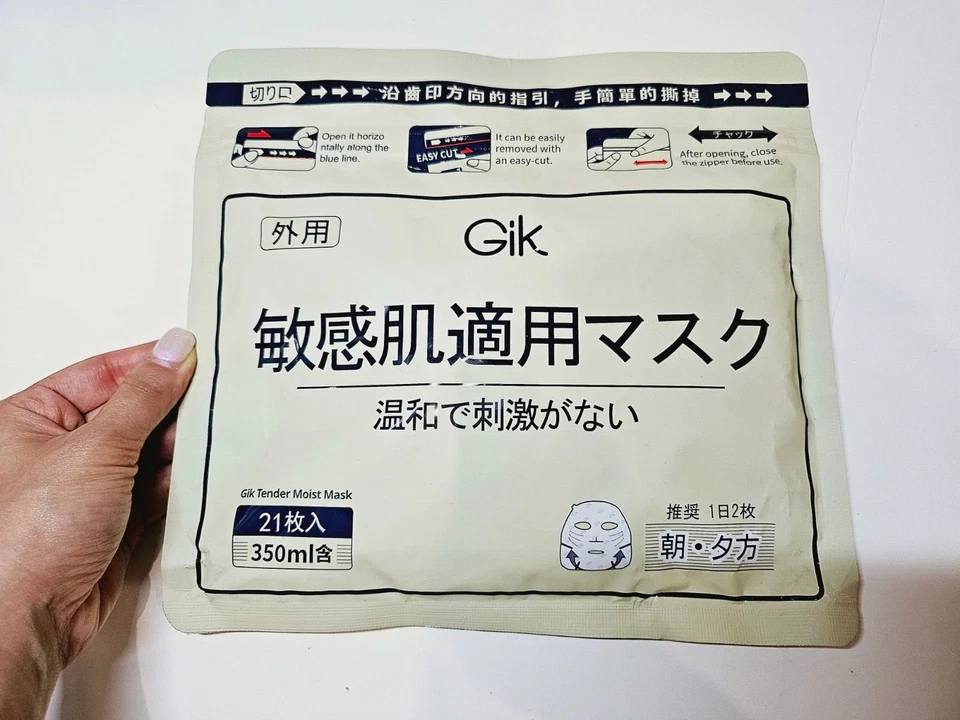 切り口 →→→ 沿齒印方向的指引，手簡單的撕掉 →→→
Open it horizo
ntally along the
blue line.
EASY CUT
It can be easily
removed with
an easy-cut.
チャック
After opening, close
the zipper before use.
外用
Gik
敏感肌適用マスク
温和で刺激がない
Gik Tender Moist Mask
21枚入
350ml含
推奨 1日2枚
朝・夕方